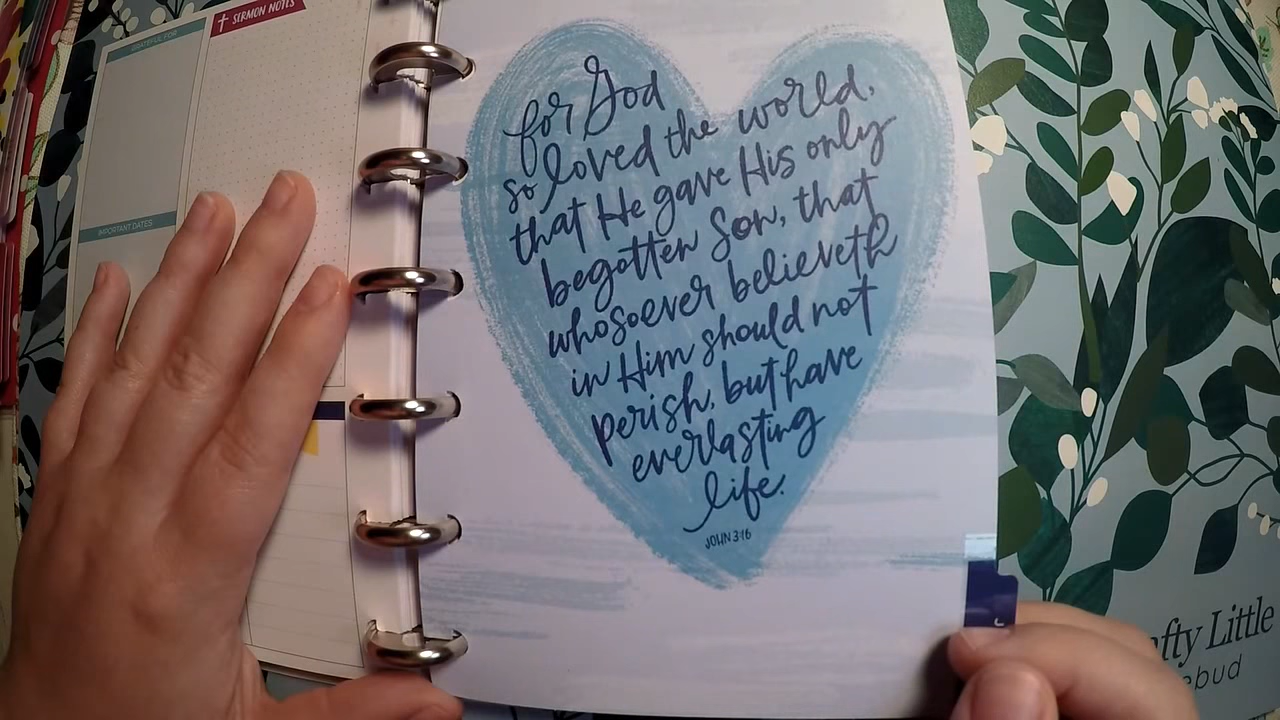 GRATEFUL FOR
SERMON NOTES
IMPORTANT DATES
for God
so loved the world,
that He gave His only
begotten Son, that
whosoever believeth
in Him should not
perish, but have
everlasting
life.
JOHN 3:16
fty Little
ebud